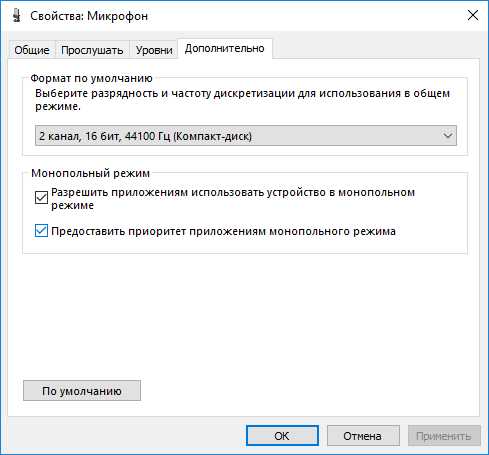 Свойства: Микрофон
Общие
Прослушать
Уровни
Дополнительно
Формат по умолчанию
Выберите разрядность и частоту дискретизации для использования в общем
режиме.
2 канал, 16 бит, 44100 Гц (Компакт-диск)
Монопольный режим
Разрешить приложениям использовать устройство в монопольном
режиме
Предоставить приоритет приложениям монопольного режима
По умолчанию
OK
Отмена
Применить